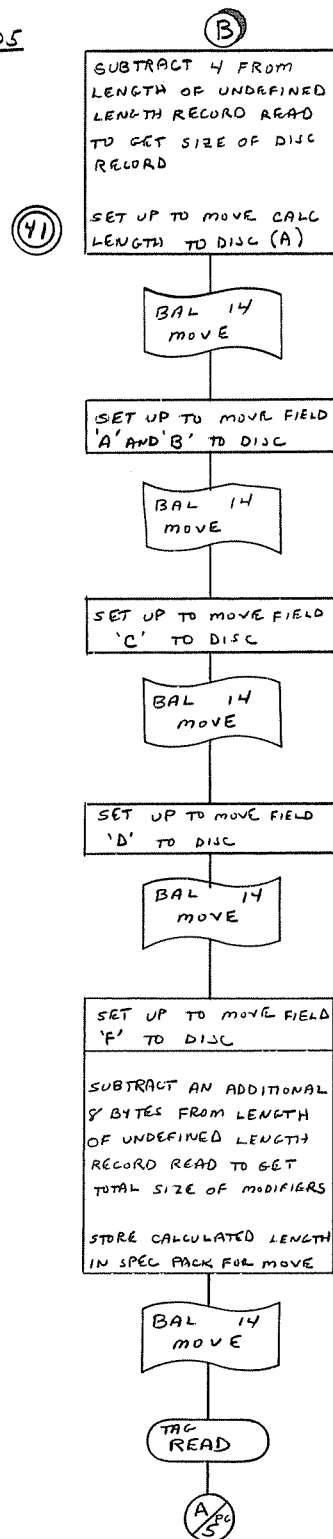 B
SUBTRACT 4 FROM
LENGTH OF UNDEFINED
LENGTH RECORD READ
TO GET SIZE OF DISC
RECORD
SET UP TO MOVE CALC
LENGTH TO DISC (A)
41
BAL 14
MOVE
SET UP TO MOVE FIELD
'A' AND 'B' TO DISC
BAL 14
MOVE
SET UP TO MOVE FIELD
'C' TO DISC
BAL 14
MOVE
SET UP TO MOVE FIELD
'D' TO DISC
BAL 14
MOVE
SET UP TO MOVE FIELD
'F' TO DISC
SUBTRACT AN ADDITIONAL
8 BYTES FROM LENGTH
OF UNDEFINED LENGTH
RECORD READ TO GET
TOTAL SIZE OF MODIFIERS
STORE CALCULATED LENGTH
IN SPEC PACK FOR MOVE
BAL 14
MOVE
TAG
READ
A
PG
5